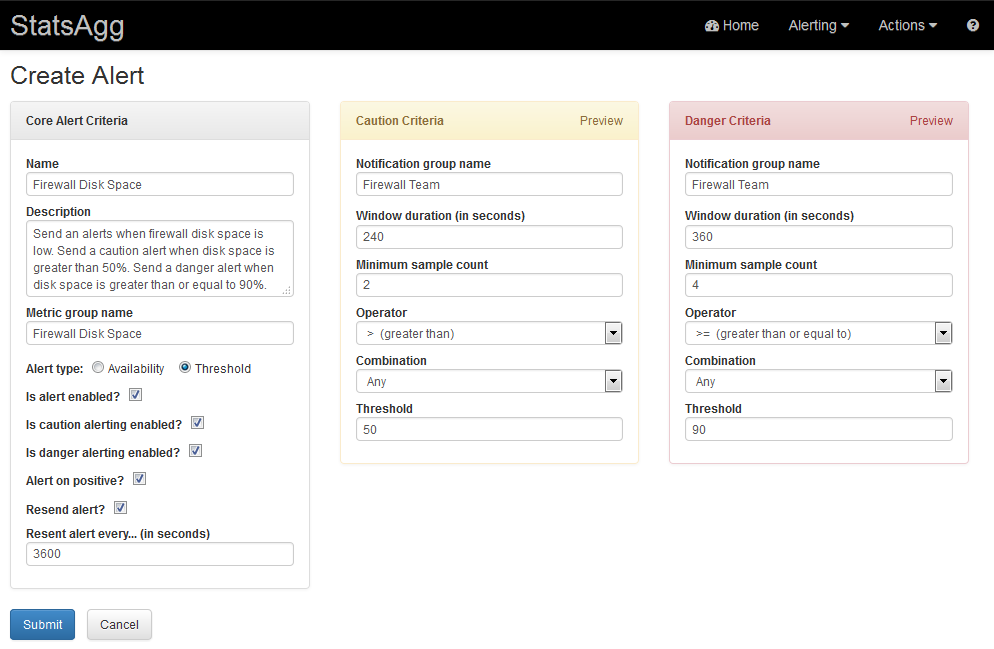 StatsAgg
Home Alerting Actions ?
Create Alert
Core Alert Criteria
Name
Firewall Disk Space
Description
Send an alerts when firewall disk space is
low. Send a caution alert when disk space is
greater than 50%. Send a danger alert when
disk space is greater than or equal to 90%.
Metric group name
Firewall Disk Space
Alert type: Availability Threshold
Is alert enabled?
Is caution alerting enabled?
Is danger alerting enabled?
Alert on positive?
Resend alert?
Resent alert every... (in seconds)
3600
Caution Criteria Preview
Notification group name
Firewall Team
Window duration (in seconds)
240
Minimum sample count
2
Operator
> (greater than)
Combination
Any
Threshold
50
Danger Criteria Preview
Notification group name
Firewall Team
Window duration (in seconds)
360
Minimum sample count
4
Operator
>= (greater than or equal to)
Combination
Any
Threshold
90
Submit Cancel